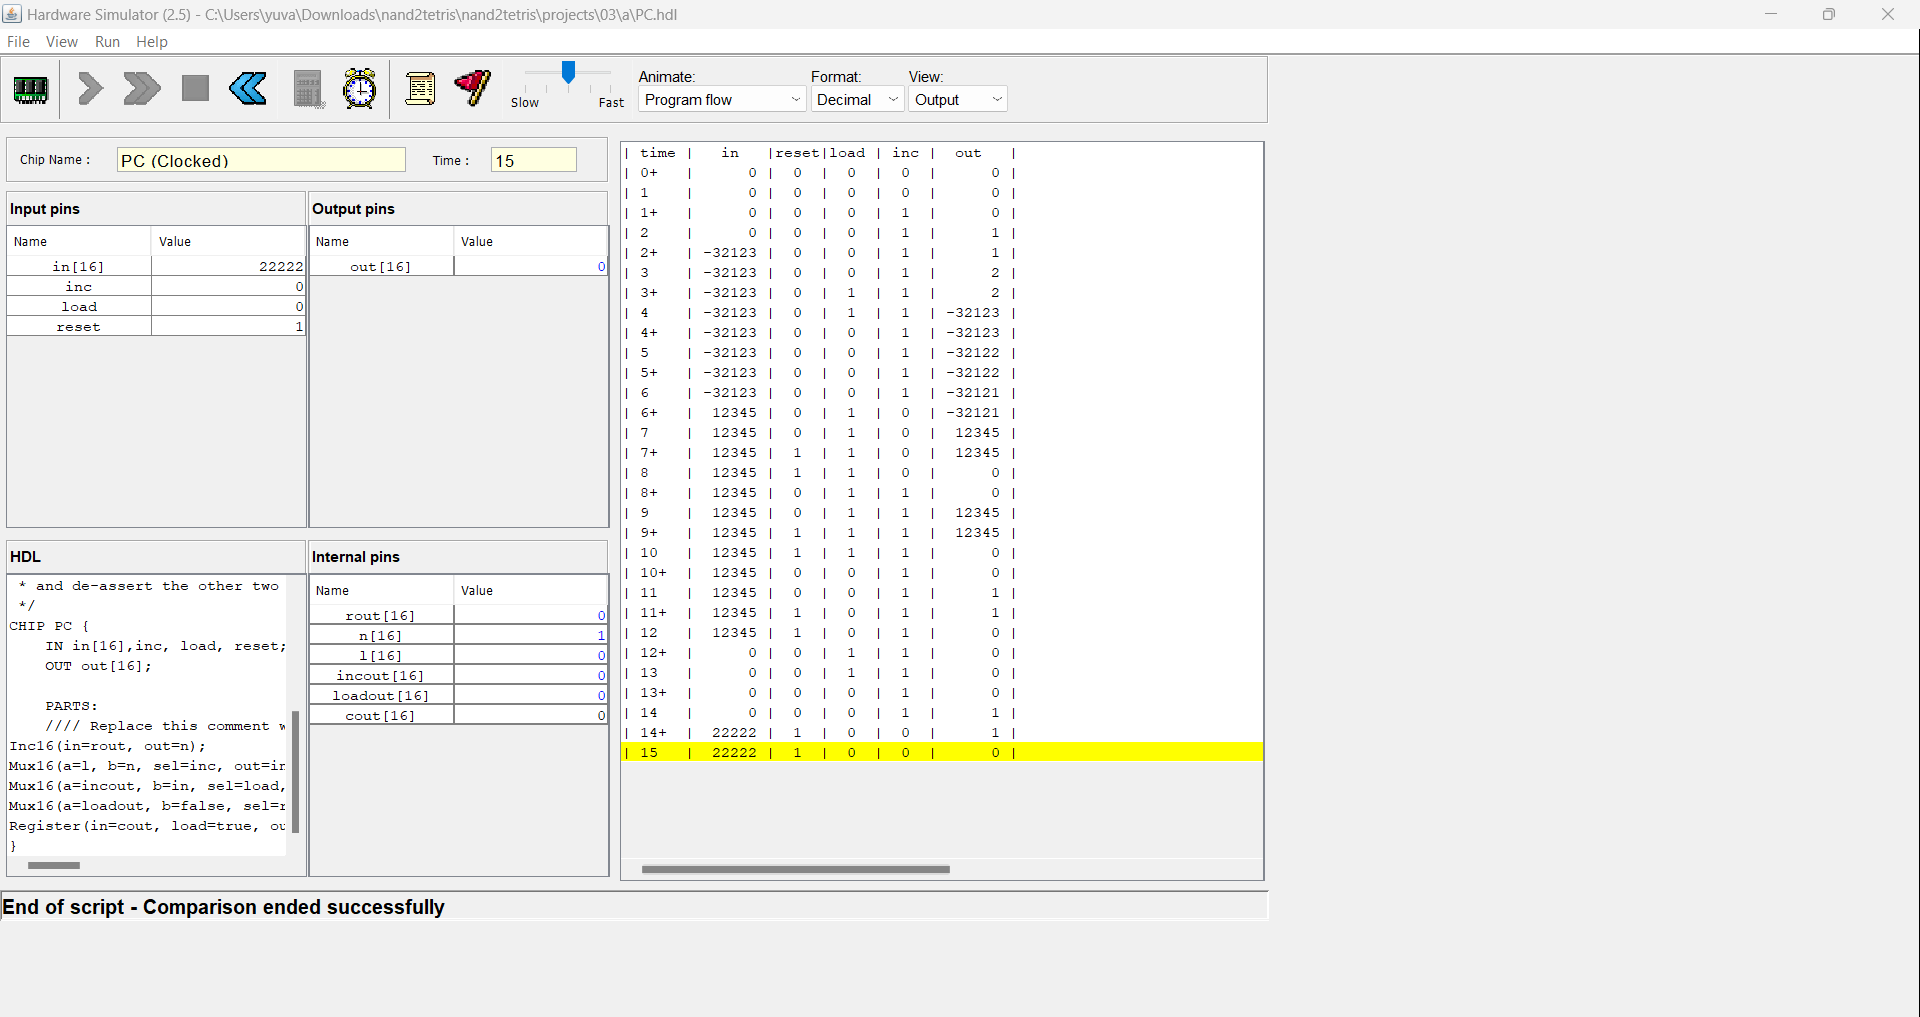 Hardware Simulator (2.5) - C:\Users\yuva\Downloads\nand2tetris\nand2tetris\projects\03\a\PC.hdl
File View Run Help
Slow Fast
Animate:
Program flow
Format:
Decimal
View:
Output
Chip Name : PC (Clocked) Time : 15
Input pins
Name Value
in[16] 22222
inc 0
load 0
reset 1
Output pins
Name Value
out[16] 0
HDL
* and de-assert the other two
*/
CHIP PC {
IN in[16],inc, load, reset;
OUT out[16];
PARTS:
//// Replace this comment w
Inc16(in=rout, out=n);
Mux16(a=l, b=n, sel=inc, out=in
Mux16(a=incout, b=in, sel=load,
Mux16(a=loadout, b=false, sel=r
Register(in=cout, load=true, ou
}
Internal pins
Name Value
rout[16] 0
n[16] 1
l[16] 0
incout[16] 0
loadout[16] 0
cout[16] 0
| time | in |reset|load | inc | out |
| 0+ | 0 | 0 | 0 | 0 | 0 |
| 1 | 0 | 0 | 0 | 0 | 0 |
| 1+ | 0 | 0 | 0 | 1 | 0 |
| 2 | 0 | 0 | 0 | 1 | 1 |
| 2+ | -32123 | 0 | 0 | 1 | 1 |
| 3 | -32123 | 0 | 0 | 1 | 2 |
| 3+ | -32123 | 0 | 1 | 1 | 2 |
| 4 | -32123 | 0 | 1 | 1 | -32123 |
| 4+ | -32123 | 0 | 0 | 1 | -32123 |
| 5 | -32123 | 0 | 0 | 1 | -32122 |
| 5+ | -32123 | 0 | 0 | 1 | -32122 |
| 6 | -32123 | 0 | 0 | 1 | -32121 |
| 6+ | 12345 | 0 | 1 | 0 | -32121 |
| 7 | 12345 | 0 | 1 | 0 | 12345 |
| 7+ | 12345 | 1 | 1 | 0 | 12345 |
| 8 | 12345 | 1 | 1 | 0 | 0 |
| 8+ | 12345 | 0 | 1 | 1 | 0 |
| 9 | 12345 | 0 | 1 | 1 | 12345 |
| 9+ | 12345 | 1 | 1 | 1 | 12345 |
| 10 | 12345 | 1 | 1 | 1 | 0 |
| 10+ | 12345 | 0 | 0 | 1 | 0 |
| 11 | 12345 | 0 | 0 | 1 | 1 |
| 11+ | 12345 | 1 | 0 | 1 | 1 |
| 12 | 12345 | 1 | 0 | 1 | 0 |
| 12+ | 0 | 0 | 1 | 1 | 0 |
| 13 | 0 | 0 | 1 | 1 | 0 |
| 13+ | 0 | 0 | 0 | 1 | 0 |
| 14 | 0 | 0 | 0 | 1 | 1 |
| 14+ | 22222 | 1 | 0 | 0 | 1 |
| 15 | 22222 | 1 | 0 | 0 | 0 |
End of script - Comparison ended successfully